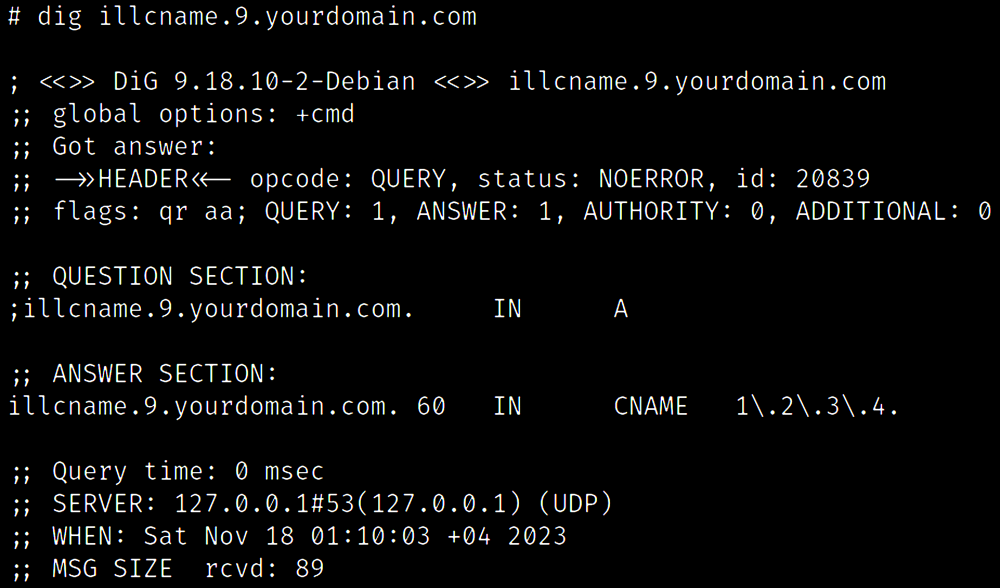 # dig illcname.9.yourdomain.com
; <<>> DiG 9.18.10-2-Debian <<>> illcname.9.yourdomain.com
;; global options: +cmd
;; Got answer:
;; ->>HEADER<<- opcode: QUERY, status: NOERROR, id: 20839
;; flags: qr aa; QUERY: 1, ANSWER: 1, AUTHORITY: 0, ADDITIONAL: 0
;; QUESTION SECTION:
;illcname.9.yourdomain.com. IN A
;; ANSWER SECTION:
illcname.9.yourdomain.com. 60 IN CNAME 1\.2\.3\.4.
;; Query time: 0 msec
;; SERVER: 127.0.0.1#53(127.0.0.1) (UDP)
;; WHEN: Sat Nov 18 01:10:03 +04 2023
;; MSG SIZE  rcvd: 89